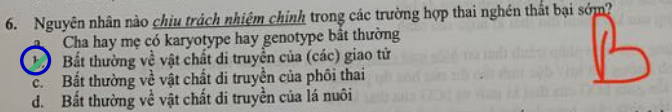 6. Nguyên nhân nào chịu trách nhiệm chính trong các trường hợp thai nghén thất bại sớm?
a. Cha hay mẹ có karyotype hay genotype bất thường
b. Bất thường về vật chất di truyền của (các) giao tử
c. Bất thường về vật chất di truyền của phôi thai
d. Bất thường về vật chất di truyền của lá nuôi
B